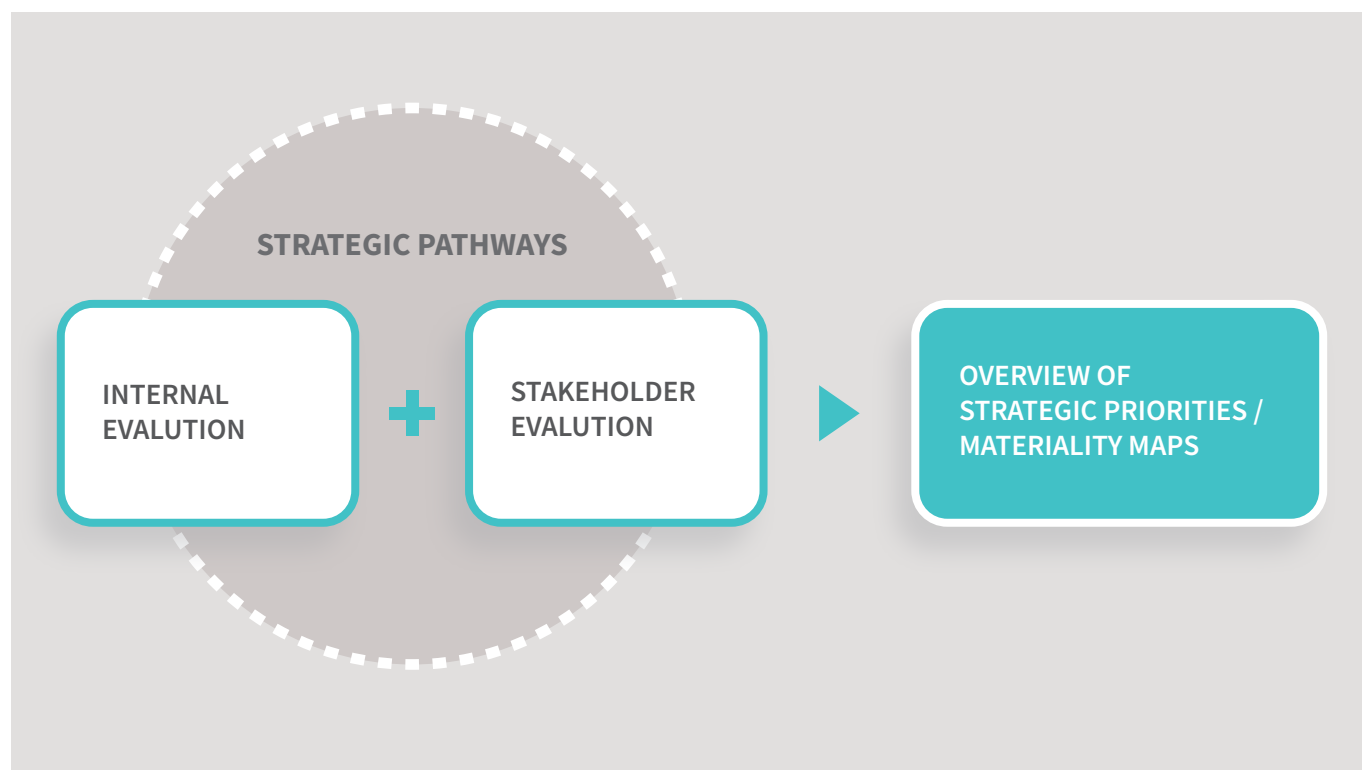 STRATEGIC PATHWAYS
INTERNAL
EVALUTION
STAKEHOLDER
EVALUTION
OVERVIEW OF
STRATEGIC PRIORITIES /
MATERIALITY MAPS